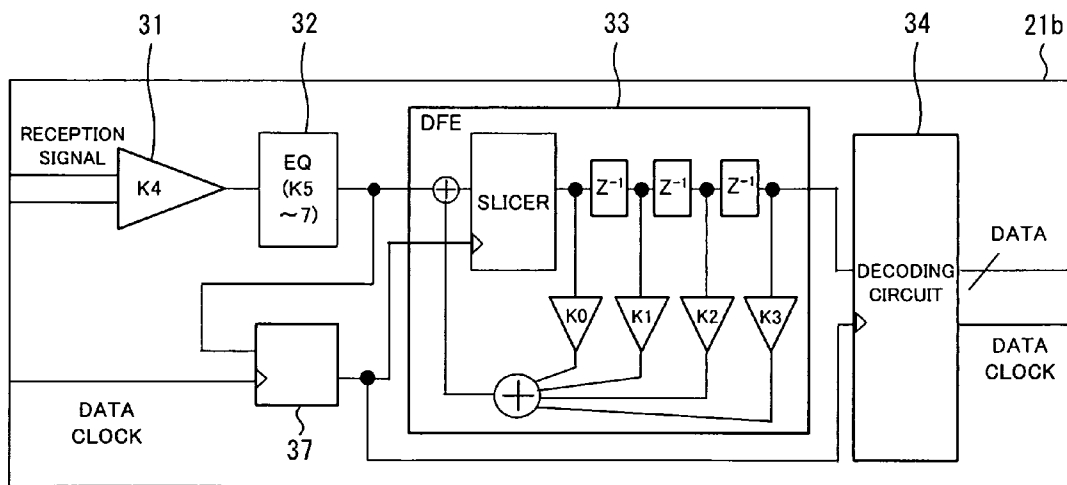 31
32
33
34
21b
RECEPTION
SIGNAL
K4
EQ
(K5
~7)
DFE
SLICER
Z⁻¹
Z⁻¹
Z⁻¹
K0
K1
K2
K3
DECODING
CIRCUIT
DATA
DATA
CLOCK
DATA
CLOCK
37